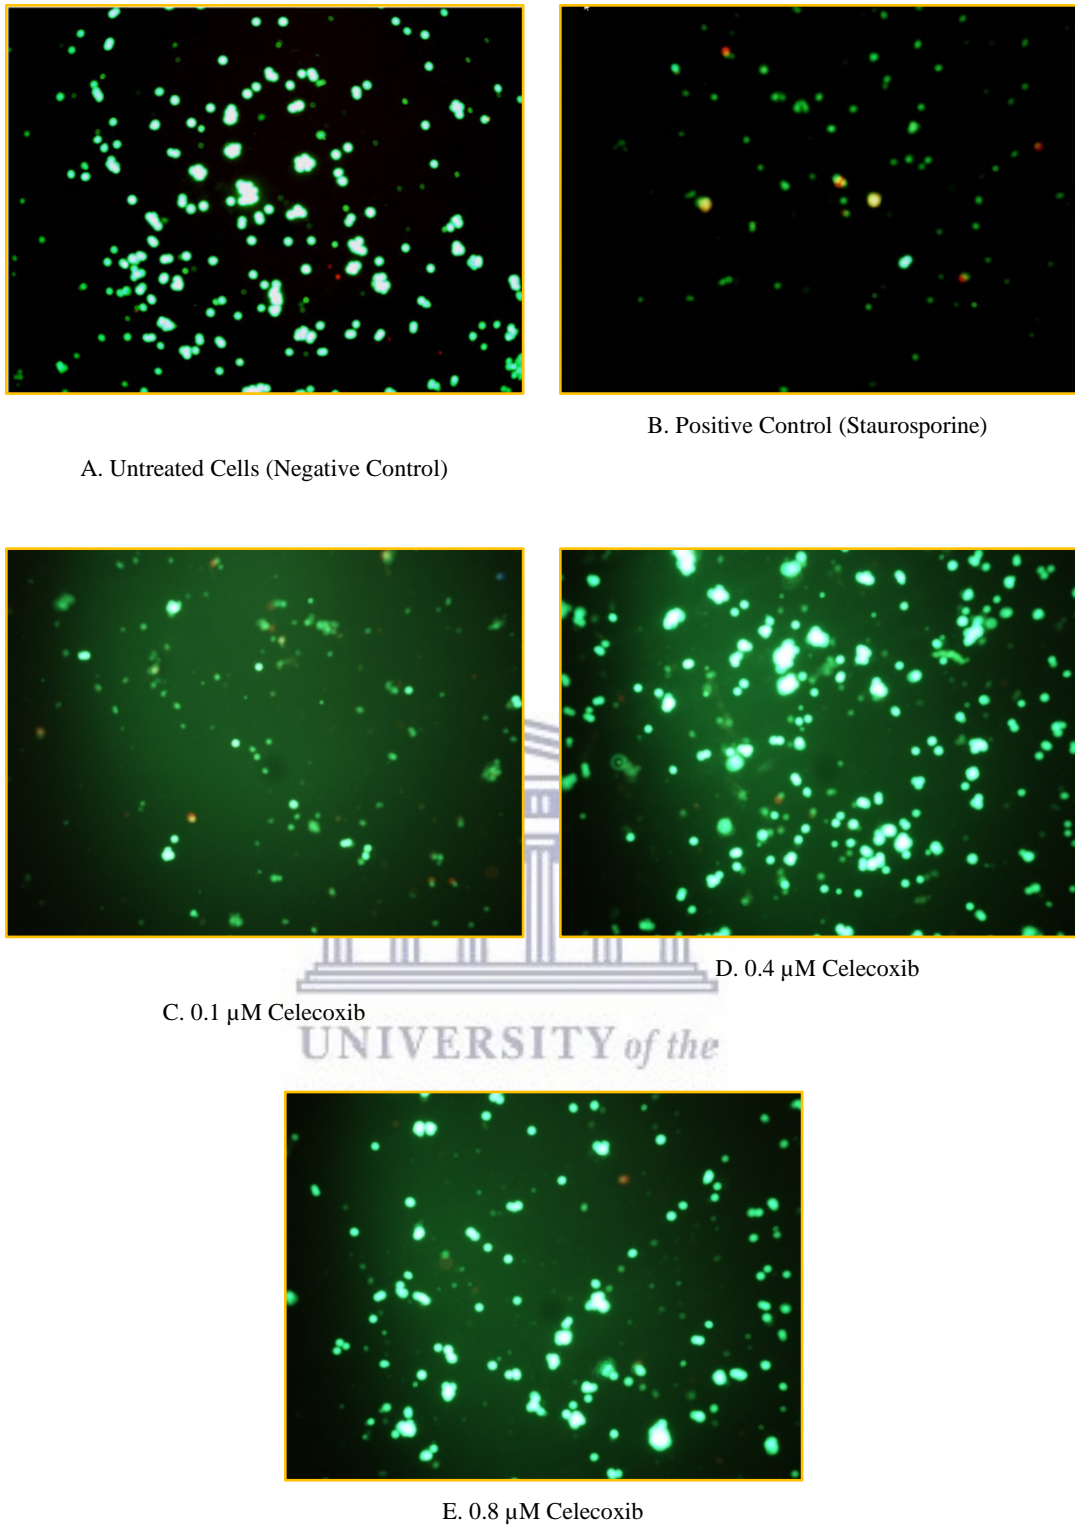 B. Positive Control (Staurosporine)
A. Untreated Cells (Negative Control)
D. 0.4 µM Celecoxib
C. 0.1 µM Celecoxib
UNIVERSITY of the
E. 0.8 µM Celecoxib